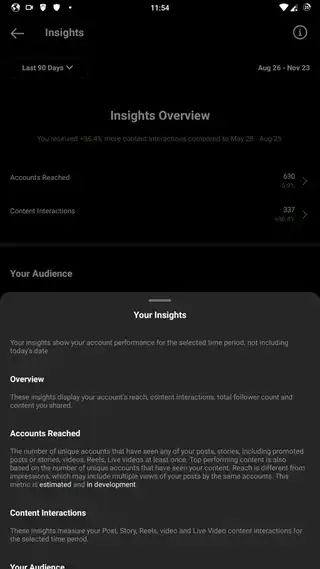 11:54
Insights
Last 90 Days
Aug 26 - Nov 23
Insights Overview
You received +36.4% more content interactions compared to May 28 - Aug 25
Accounts Reached
630
Content Interactions
337
+36.4%
Your Audience
Your Insights
Your insights show your account performance for the selected time period, not including
today's date
Overview
These insights display your account's reach, content interactions, total follower count and
content you shared.
Accounts Reached
The number of unique accounts that have seen any of your posts, stories, including promoted
posts or stories, videos, Reels, Live videos at least once. Top performing content is also
based on the number of unique accounts that have seen your content. Reach is different from
impressions, which may include multiple views of your posts by the same accounts. This
metric is estimated and in development
Content Interactions
These Insights measure your Post, Story, Reels, video and Live Video content interactions for
the selected time period.
Your Audience